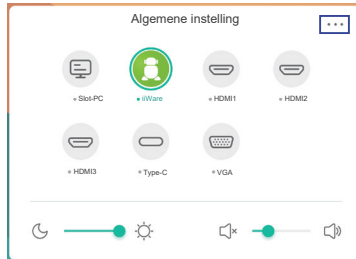 Algemene instelling
Slot-PC
iiWare
HDMI1
HDMI2
HDMI3
Type-C
VGA